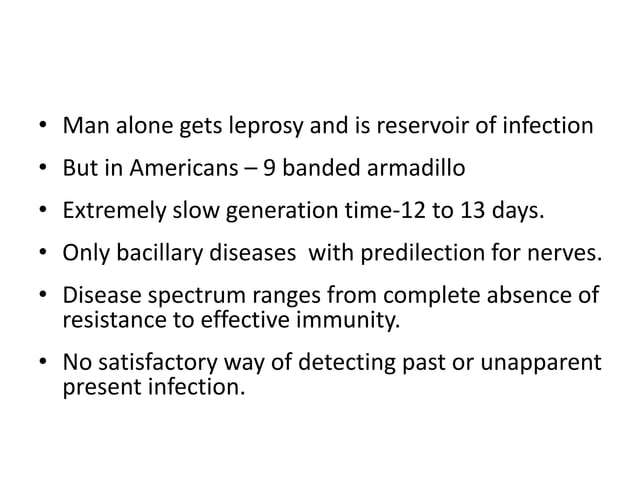 • Man alone gets leprosy and is reservoir of infection
• But in Americans – 9 banded armadillo
• Extremely slow generation time-12 to 13 days.
• Only bacillary diseases  with predilection for nerves.
• Disease spectrum ranges from complete absence of
resistance to effective immunity.
• No satisfactory way of detecting past or unapparent
present infection.